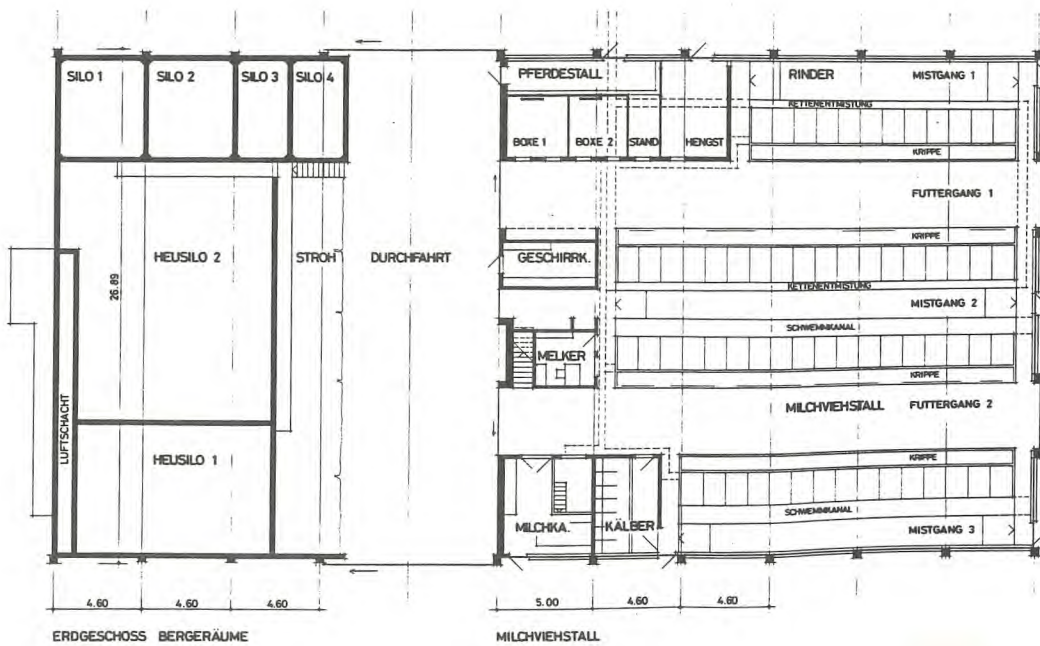 SILO 1 SILO 2 SILO 3 SILO 4 PFERDESTALL RINDER MISTGANG 1
KETTENENTMISTUNG
BOXE 1 BOXE 2 STAND HENGST
KRIPPE
FUTTERGANG 1
KRIPPE
HEUSILO 2 STROH DURCHFAHRT GESCHIRRK.
KETTENENTMISTUNG
26.89
MISTGANG 2
SCHWEMMKANAL
MELKER
KRIPPE
LUFTSCHACHT
MILCHVIEHSTALL FUTTERGANG 2
HEUSILO 1
KRIPPE
SCHWEMMKANAL
MILCHKA. KÄLBER MISTGANG 3
4.60 4.60 4.60 5.00 4.60 4.60
ERDGESCHOSS BERGERÄUME MILCHVIEHSTALL